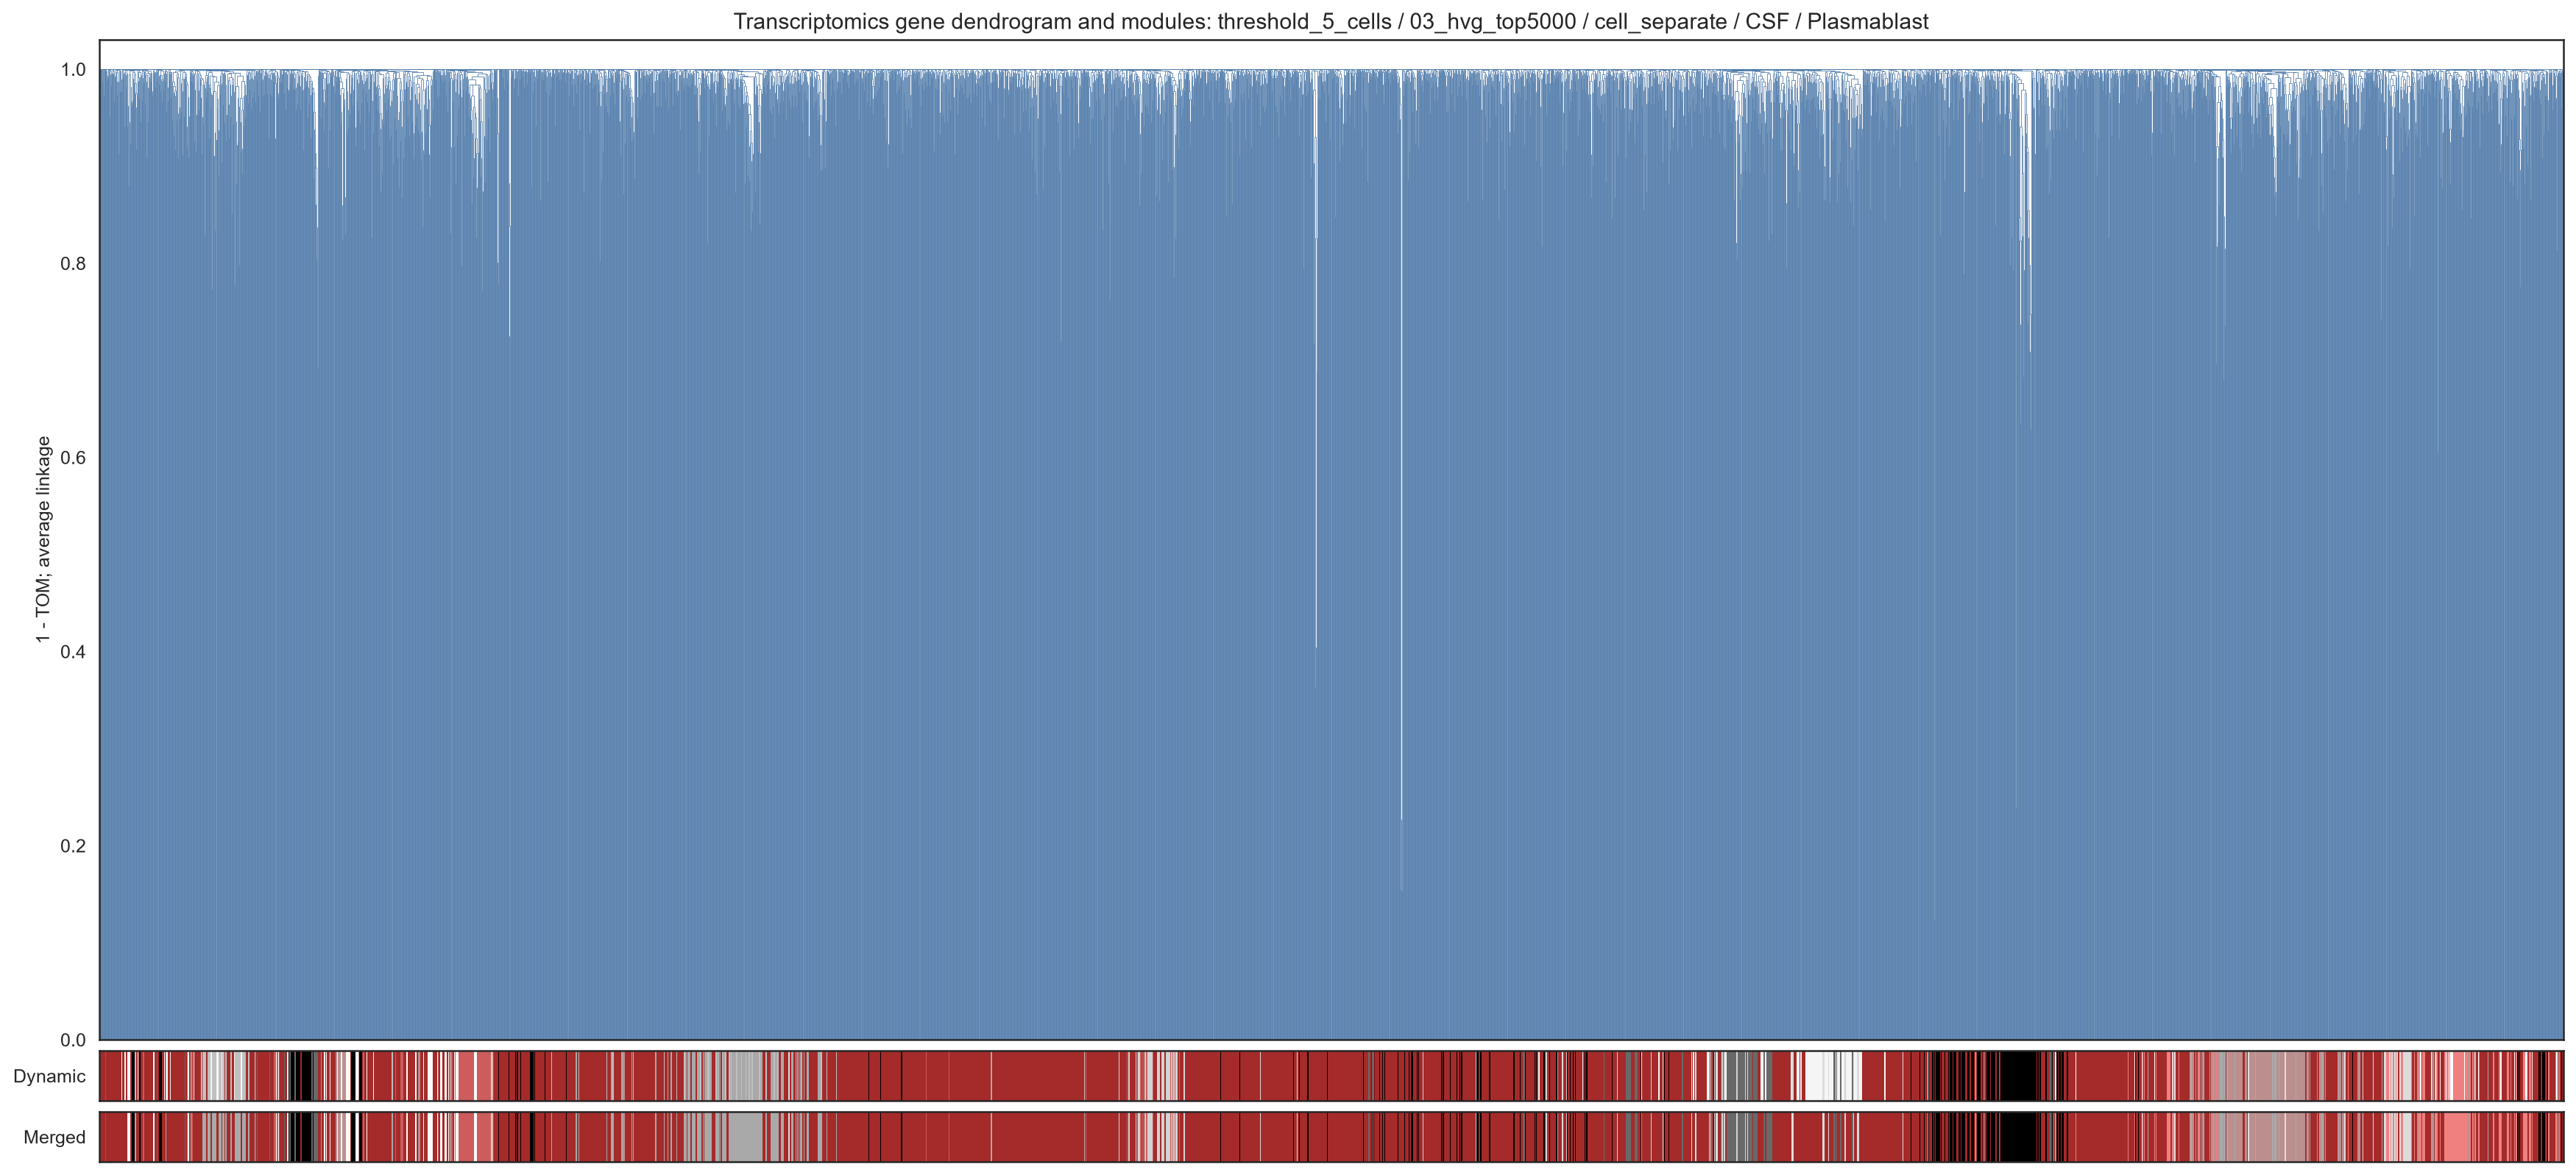 Transcriptomics gene dendrogram and modules: threshold_5_cells / 03_hvg_top5000 / cell_separate / CSF / Plasmablast
1.0
0.8
0.6
0.4
0.2
0.0
1 - TOM; average linkage
Dynamic
Merged